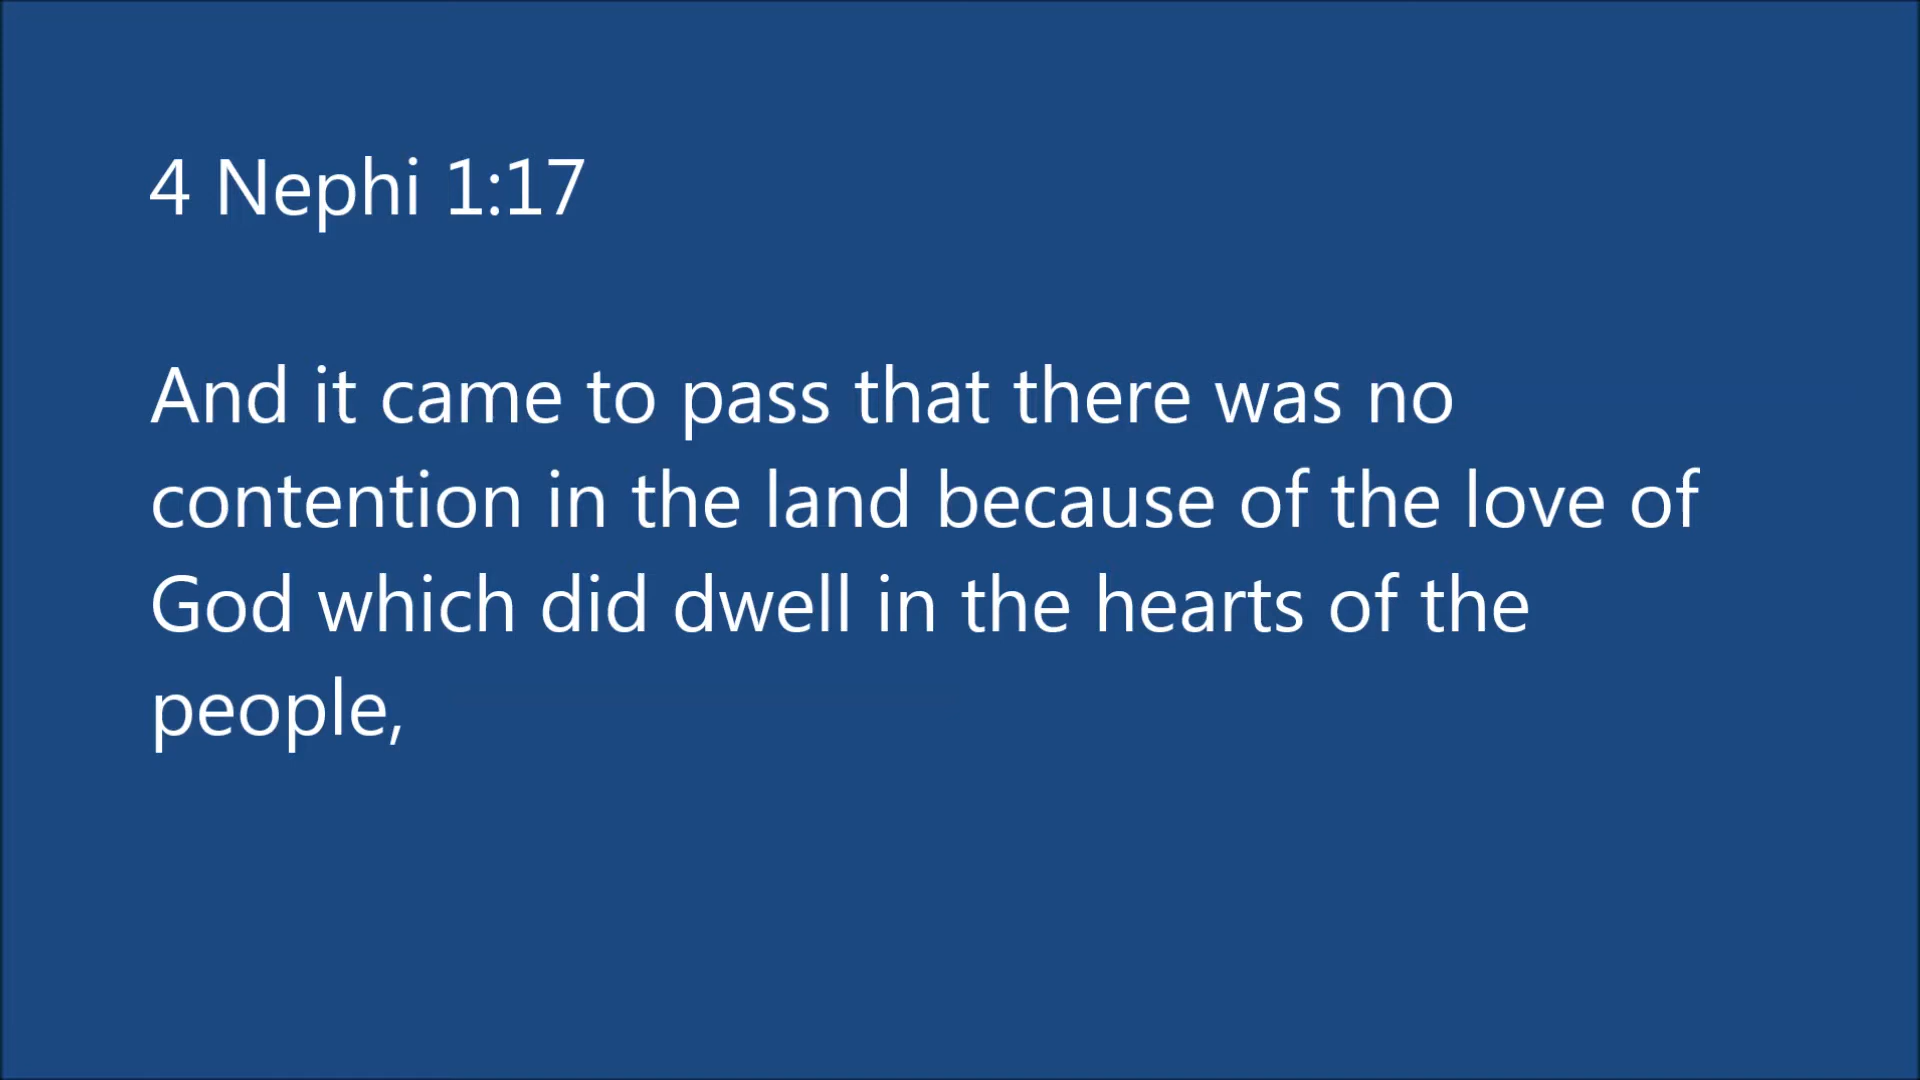 4 Nephi 1:17
And it came to pass that there was no
contention in the land because of the love of
God which did dwell in the hearts of the
people,